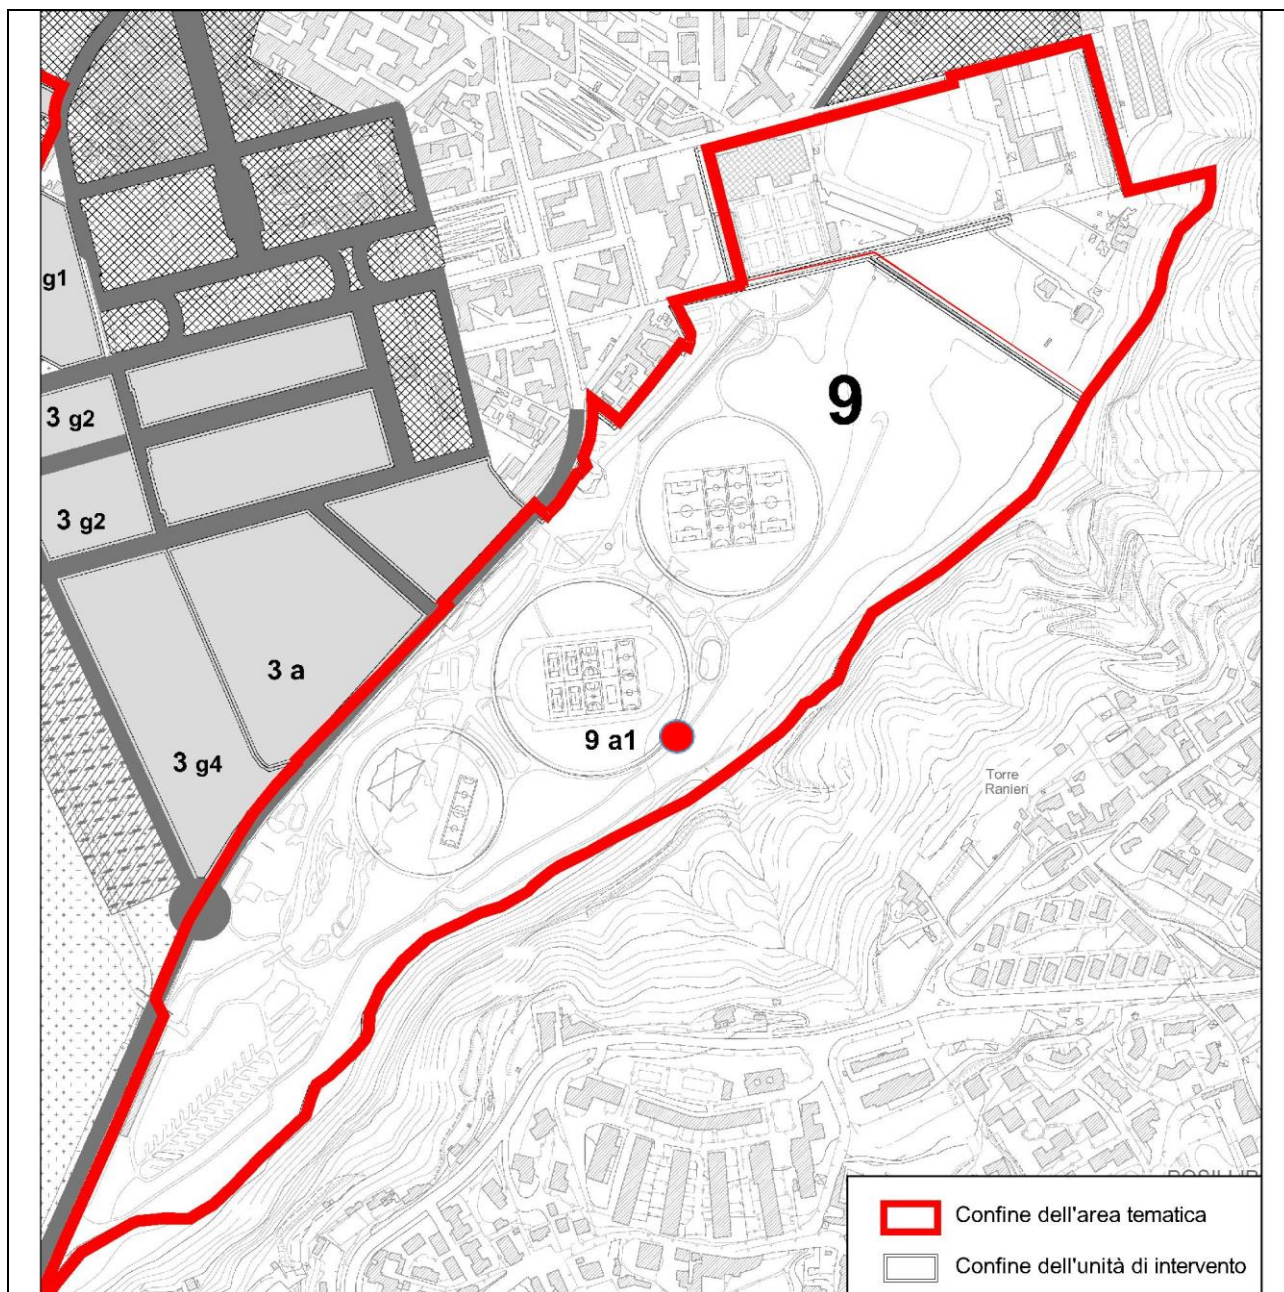 g1
9
3 g2
3 g2
3 a
9 a1
3 g4
Torre
Ranieri
Confine dell'area tematica
Confine dell'unità di intervento